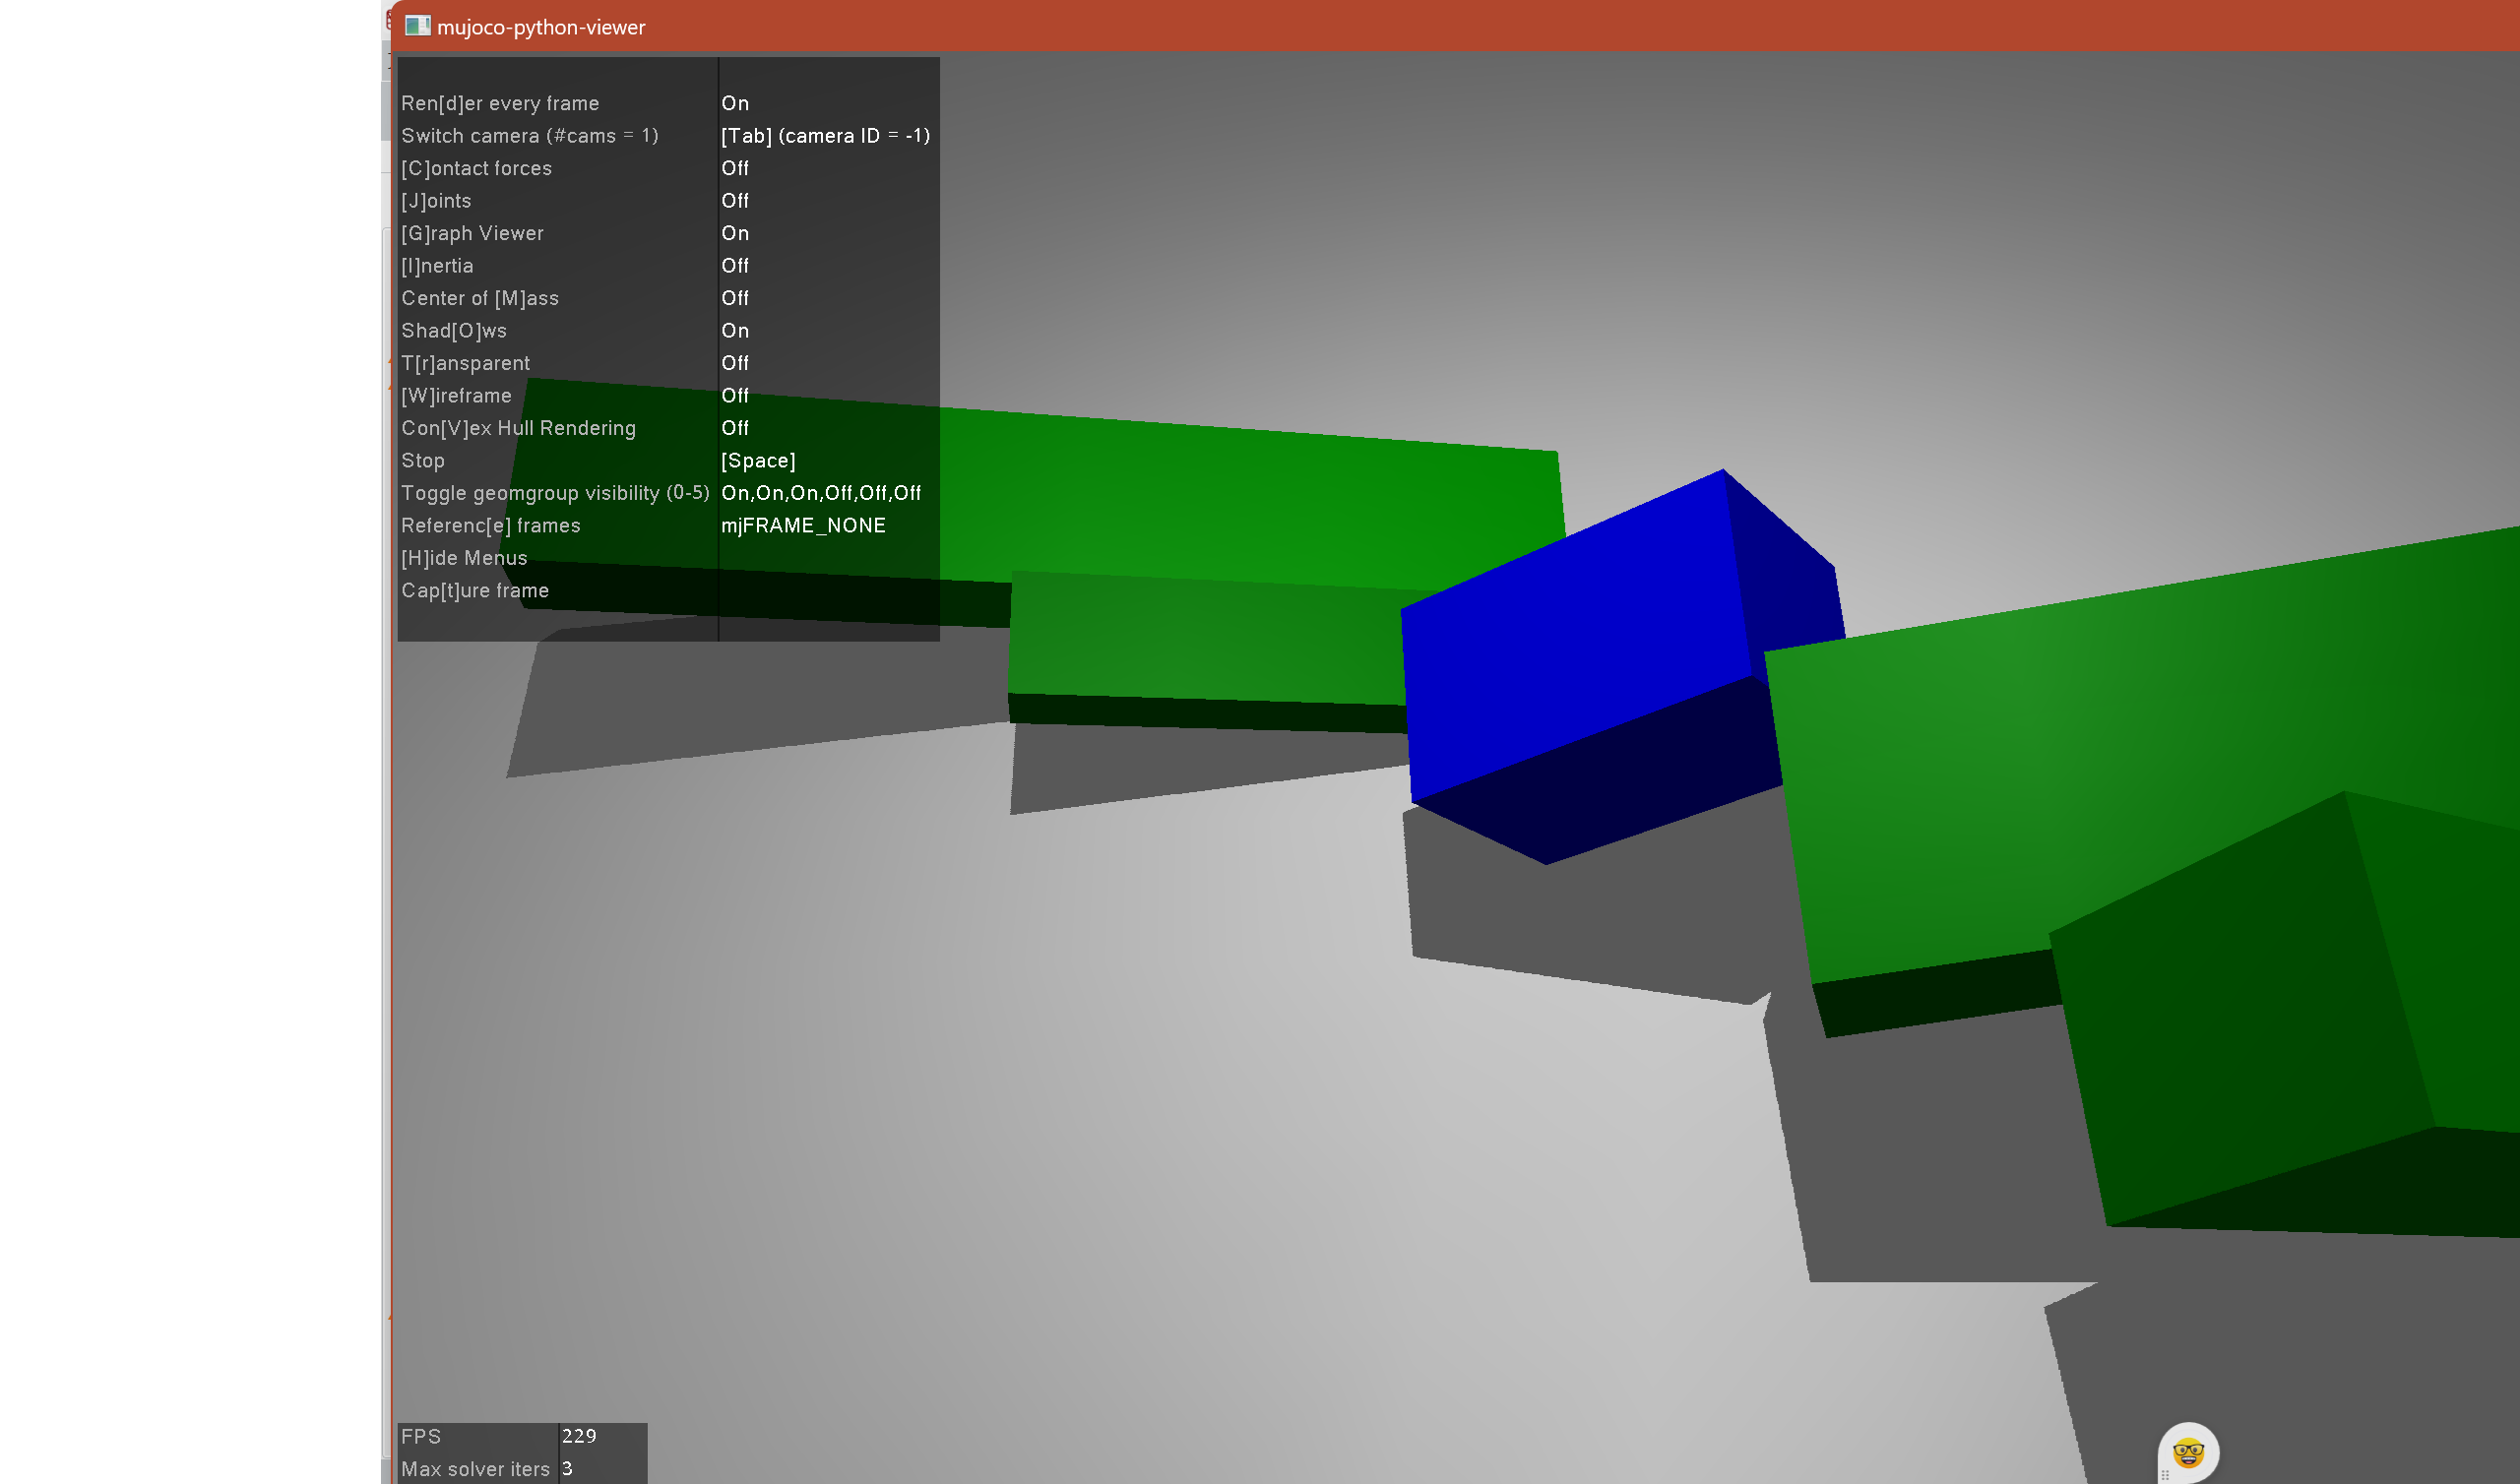 mujoco-python-viewer
Ren[d]er every frame On
Switch camera (#cams = 1) [Tab] (camera ID = -1)
[C]ontact forces Off
[J]oints Off
[G]raph Viewer On
[I]nertia Off
Center of [M]ass Off
Shad[O]ws On
T[r]ansparent Off
[W]ireframe Off
Con[V]ex Hull Rendering Off
Stop [Space]
Toggle geomgroup visibility (0-5) On,On,On,Off,Off,Off
Referenc[e] frames mjFRAME_NONE
[H]ide Menus
Cap[t]ure frame
FPS 229
Max solver iters 3